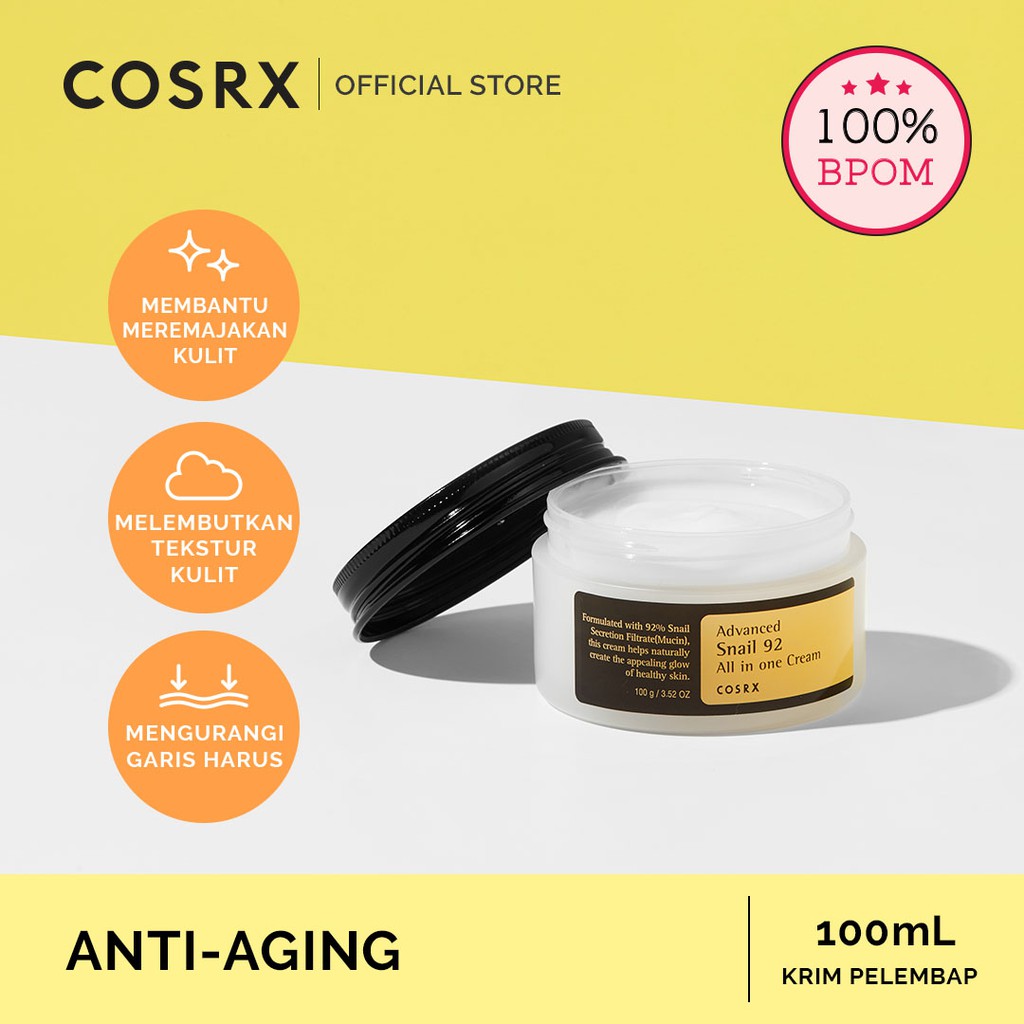 COSRX
OFFICIAL STORE
100%
BPOM
MEMBANTU
MEREMAJAKAN
KULIT
MELEMBUTKAN
TEKSTUR
KULIT
MENGURANGI
GARIS HARUS
Formulated with 92% Snail
Secretion Filtrate(Mucin),
this cream helps naturally
create the appealing glow
of healthy skin.
100 g / 3.52 OZ
Advanced
Snail 92
All in one Cream
COSRX
ANTI-AGING
100mL
KRIM PELEMBAP